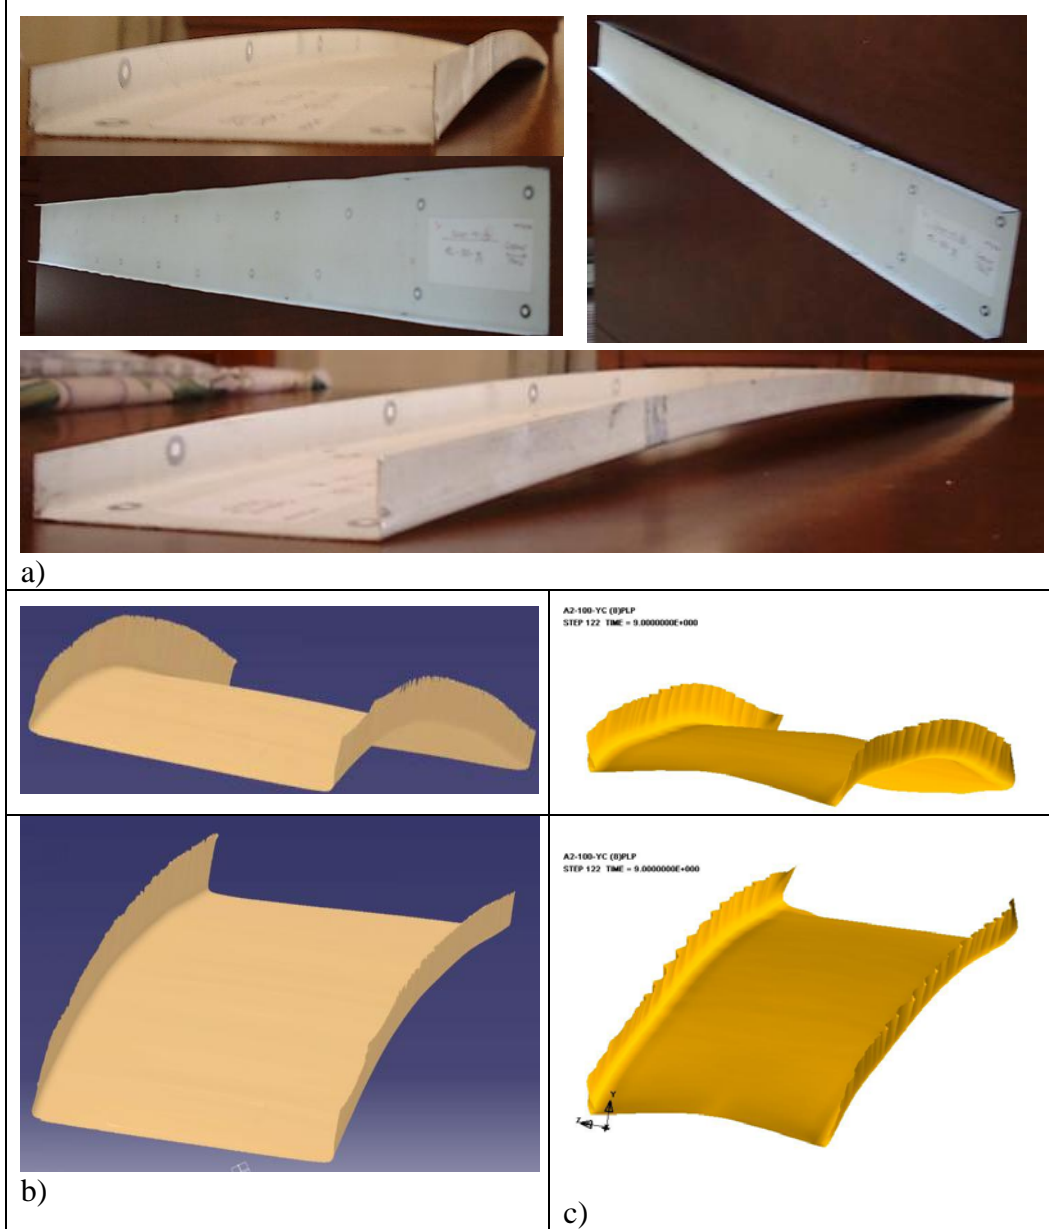 a)
A2-100-YC (8)PLP
STEP 122 TIME = 9.0000000E+000
A2-100-YC (8)PLP
STEP 122 TIME = 9.0000000E+000
Y
Z
b)
c)